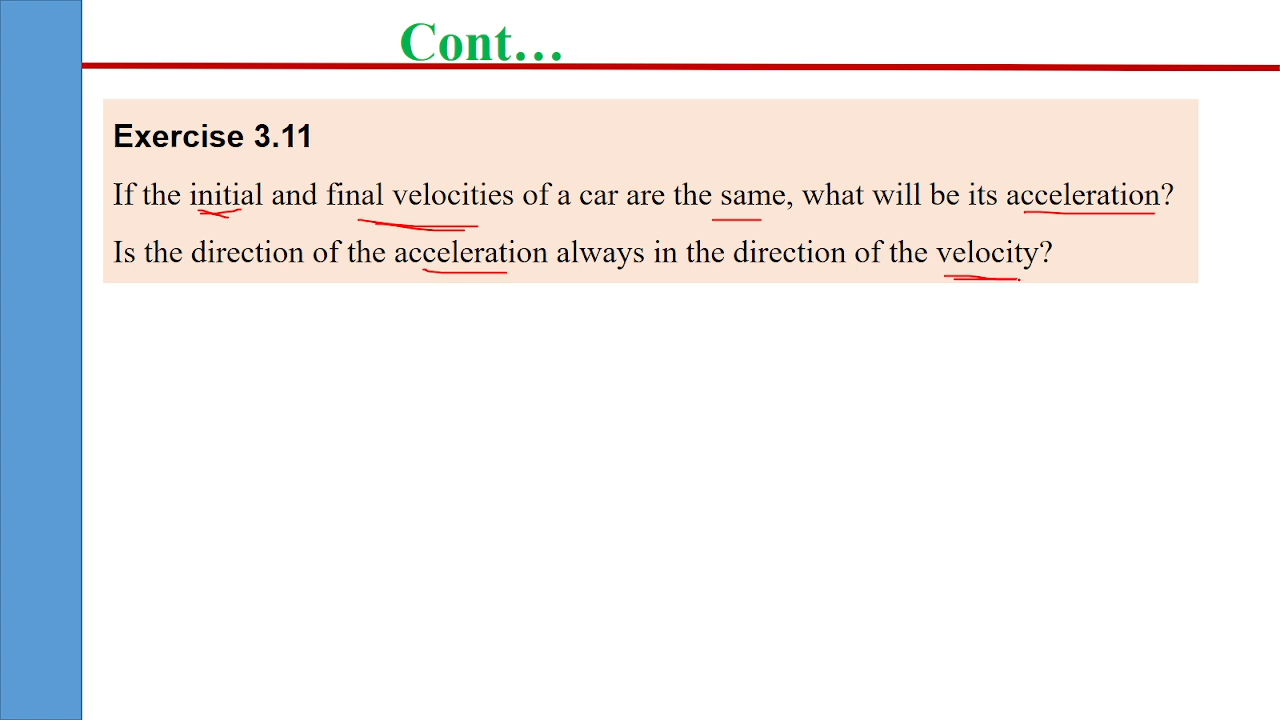 Cont...
Exercise 3.11
If the initial and final velocities of a car are the same, what will be its acceleration?
Is the direction of the acceleration always in the direction of the velocity?